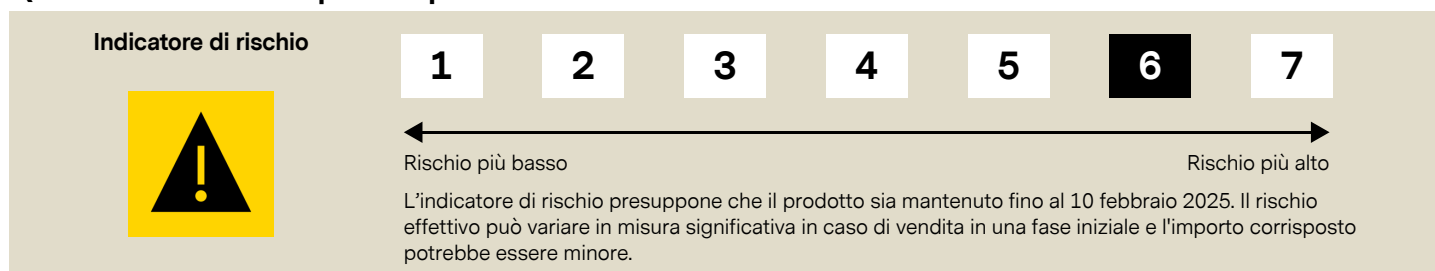 Indicatore di rischio
1 2 3 4 5 6 7
Rischio più basso
Rischio più alto
L'indicatore di rischio presuppone che il prodotto sia mantenuto fino al 10 febbraio 2025. Il rischio
effettivo può variare in misura significativa in caso di vendita in una fase iniziale e l'importo corrisposto
potrebbe essere minore.